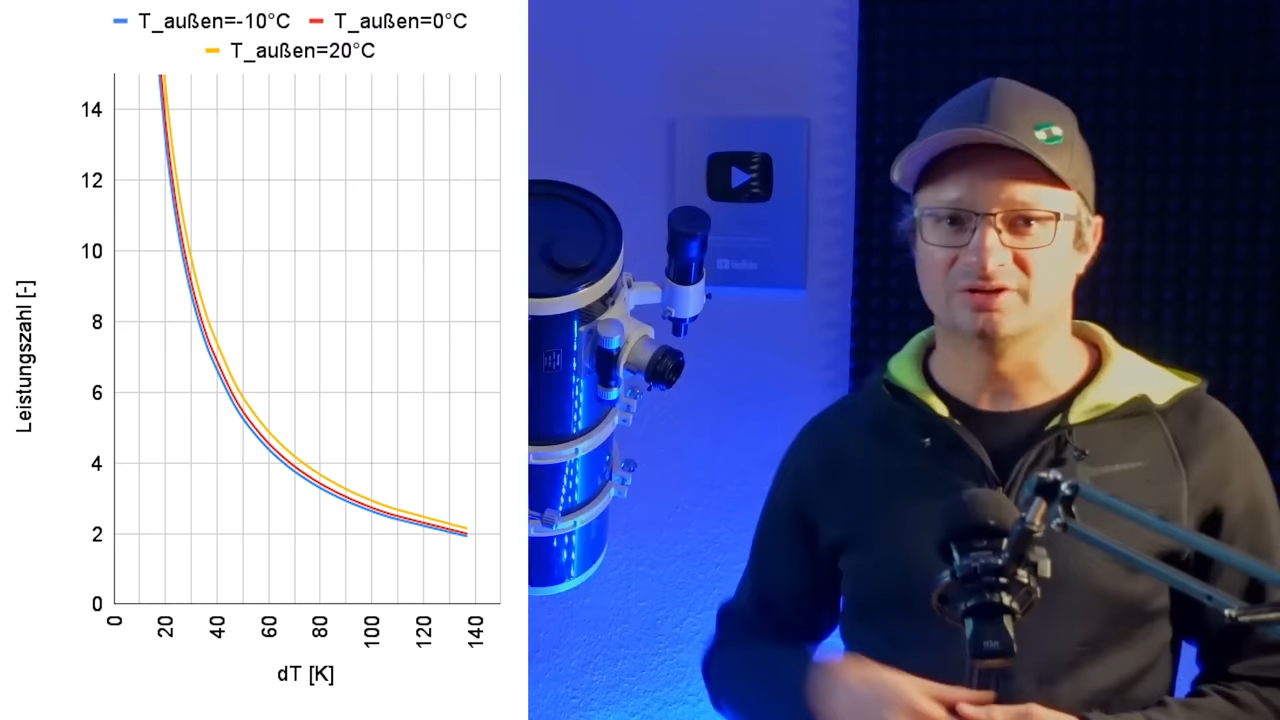 T_außen=-10°C T_außen=0°C
T_außen=20°C
14
12
10
8
6
4
2
0
Leistungszahl [-]
0 20 40 60 80 100 120 140
dT [K]
YouTube